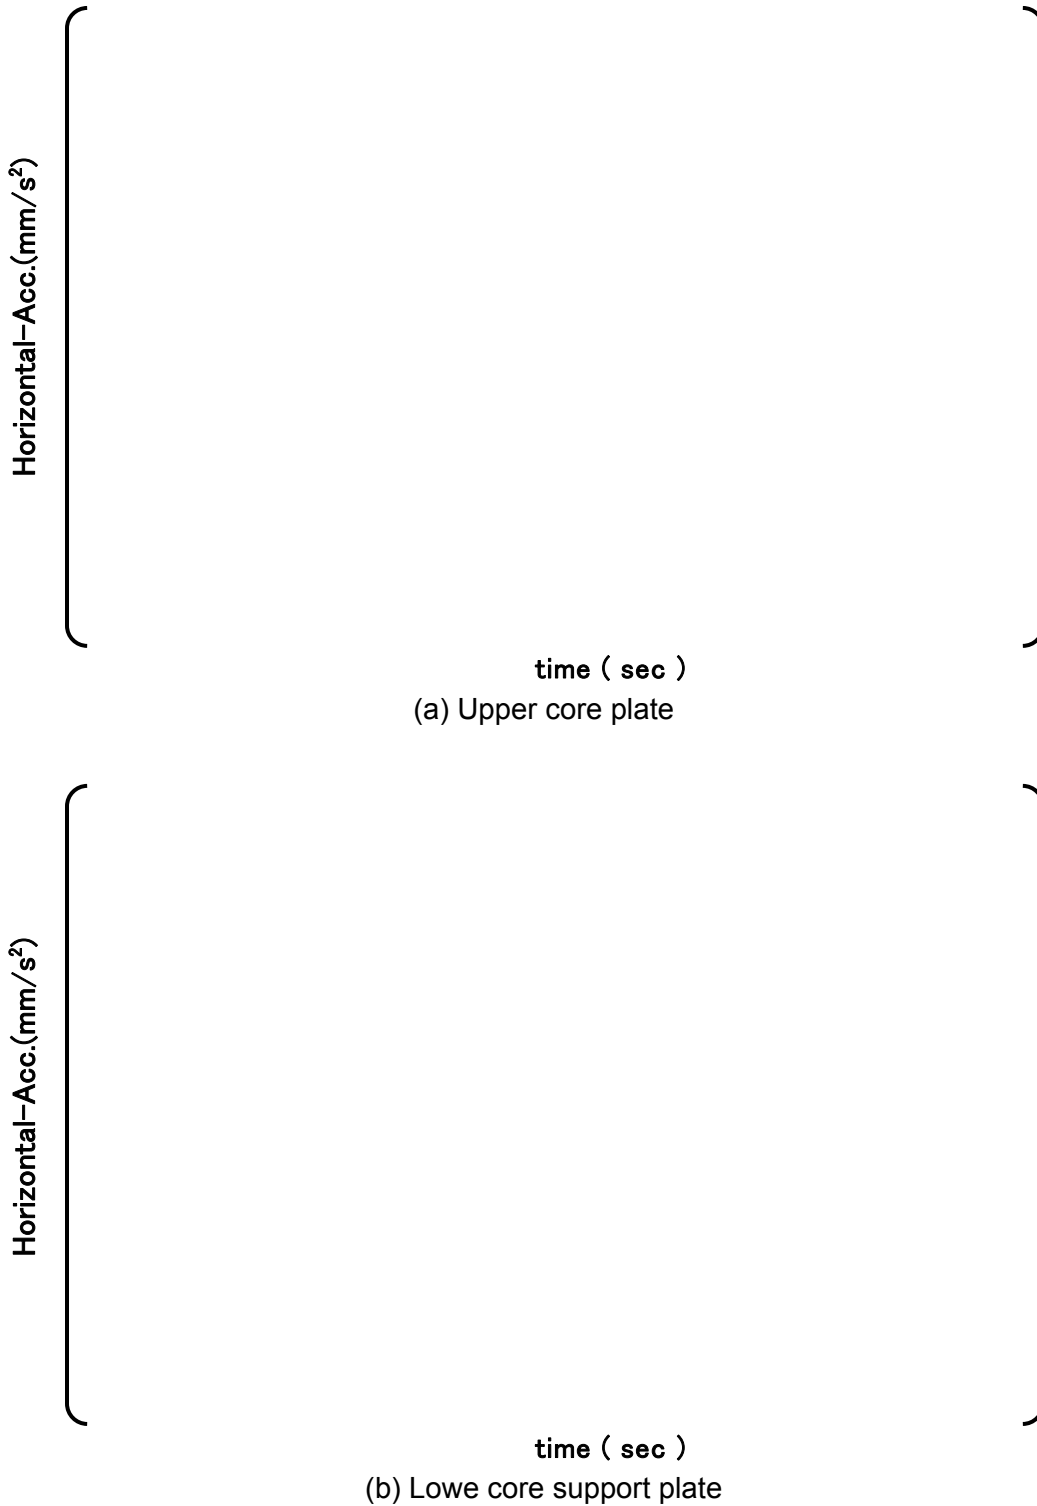 Horizontal-Acc.(mm/s²)
time ( sec )
(a) Upper core plate
Horizontal-Acc.(mm/s²)
time ( sec )
(b) Lowe core support plate